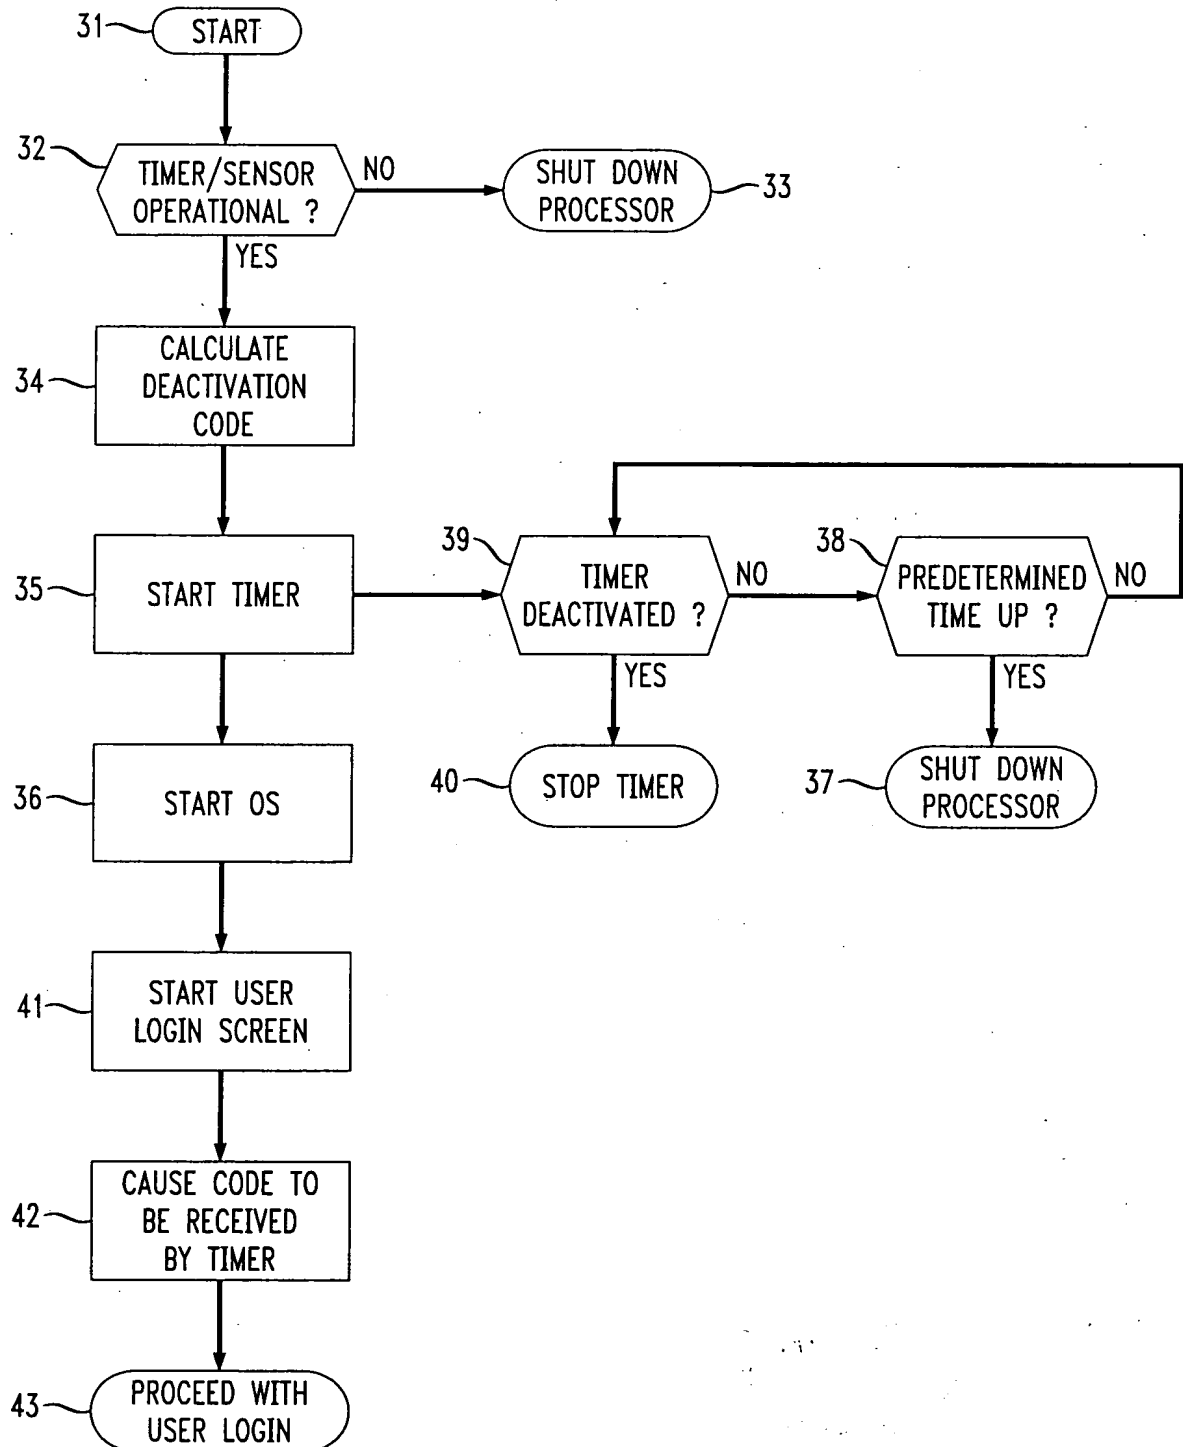 31
START
32
TIMER/SENSOR
OPERATIONAL ?
NO
SHUT DOWN
PROCESSOR
33
YES
34
CALCULATE
DEACTIVATION
CODE
35
START TIMER
39
TIMER
DEACTIVATED ?
NO
38
PREDETERMINED
TIME UP ?
NO
YES
YES
36
START OS
40
STOP TIMER
37
SHUT DOWN
PROCESSOR
41
START USER
LOGIN SCREEN
42
CAUSE CODE TO
BE RECEIVED
BY TIMER
43
PROCEED WITH
USER LOGIN